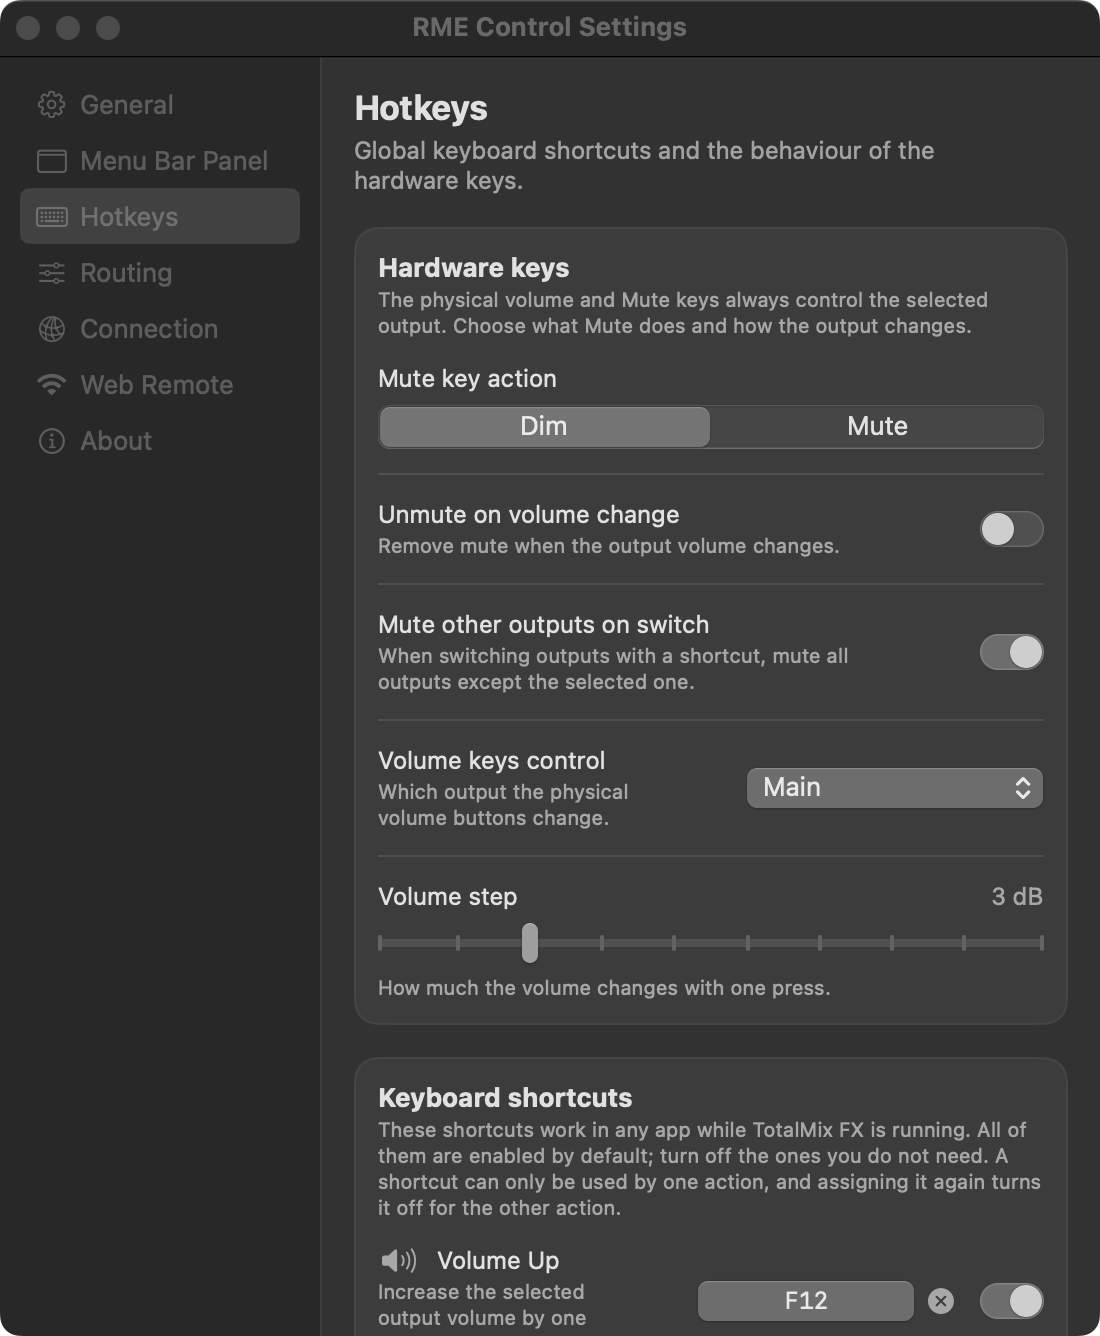 RME Control Settings
General
Menu Bar Panel
Hotkeys
Routing
Connection
Web Remote
About
Hotkeys
Global keyboard shortcuts and the behaviour of the
hardware keys.
Hardware keys
The physical volume and Mute keys always control the selected
output. Choose what Mute does and how the output changes.
Mute key action
Dim
Mute
Unmute on volume change
Remove mute when the output volume changes.
Mute other outputs on switch
When switching outputs with a shortcut, mute all
outputs except the selected one.
Volume keys control
Which output the physical
volume buttons change.
Main
Volume step
3 dB
How much the volume changes with one press.
Keyboard shortcuts
These shortcuts work in any app while TotalMix FX is running. All of
them are enabled by default; turn off the ones you do not need. A
shortcut can only be used by one action, and assigning it again turns
it off for the other action.
Volume Up
Increase the selected
output volume by one
F12